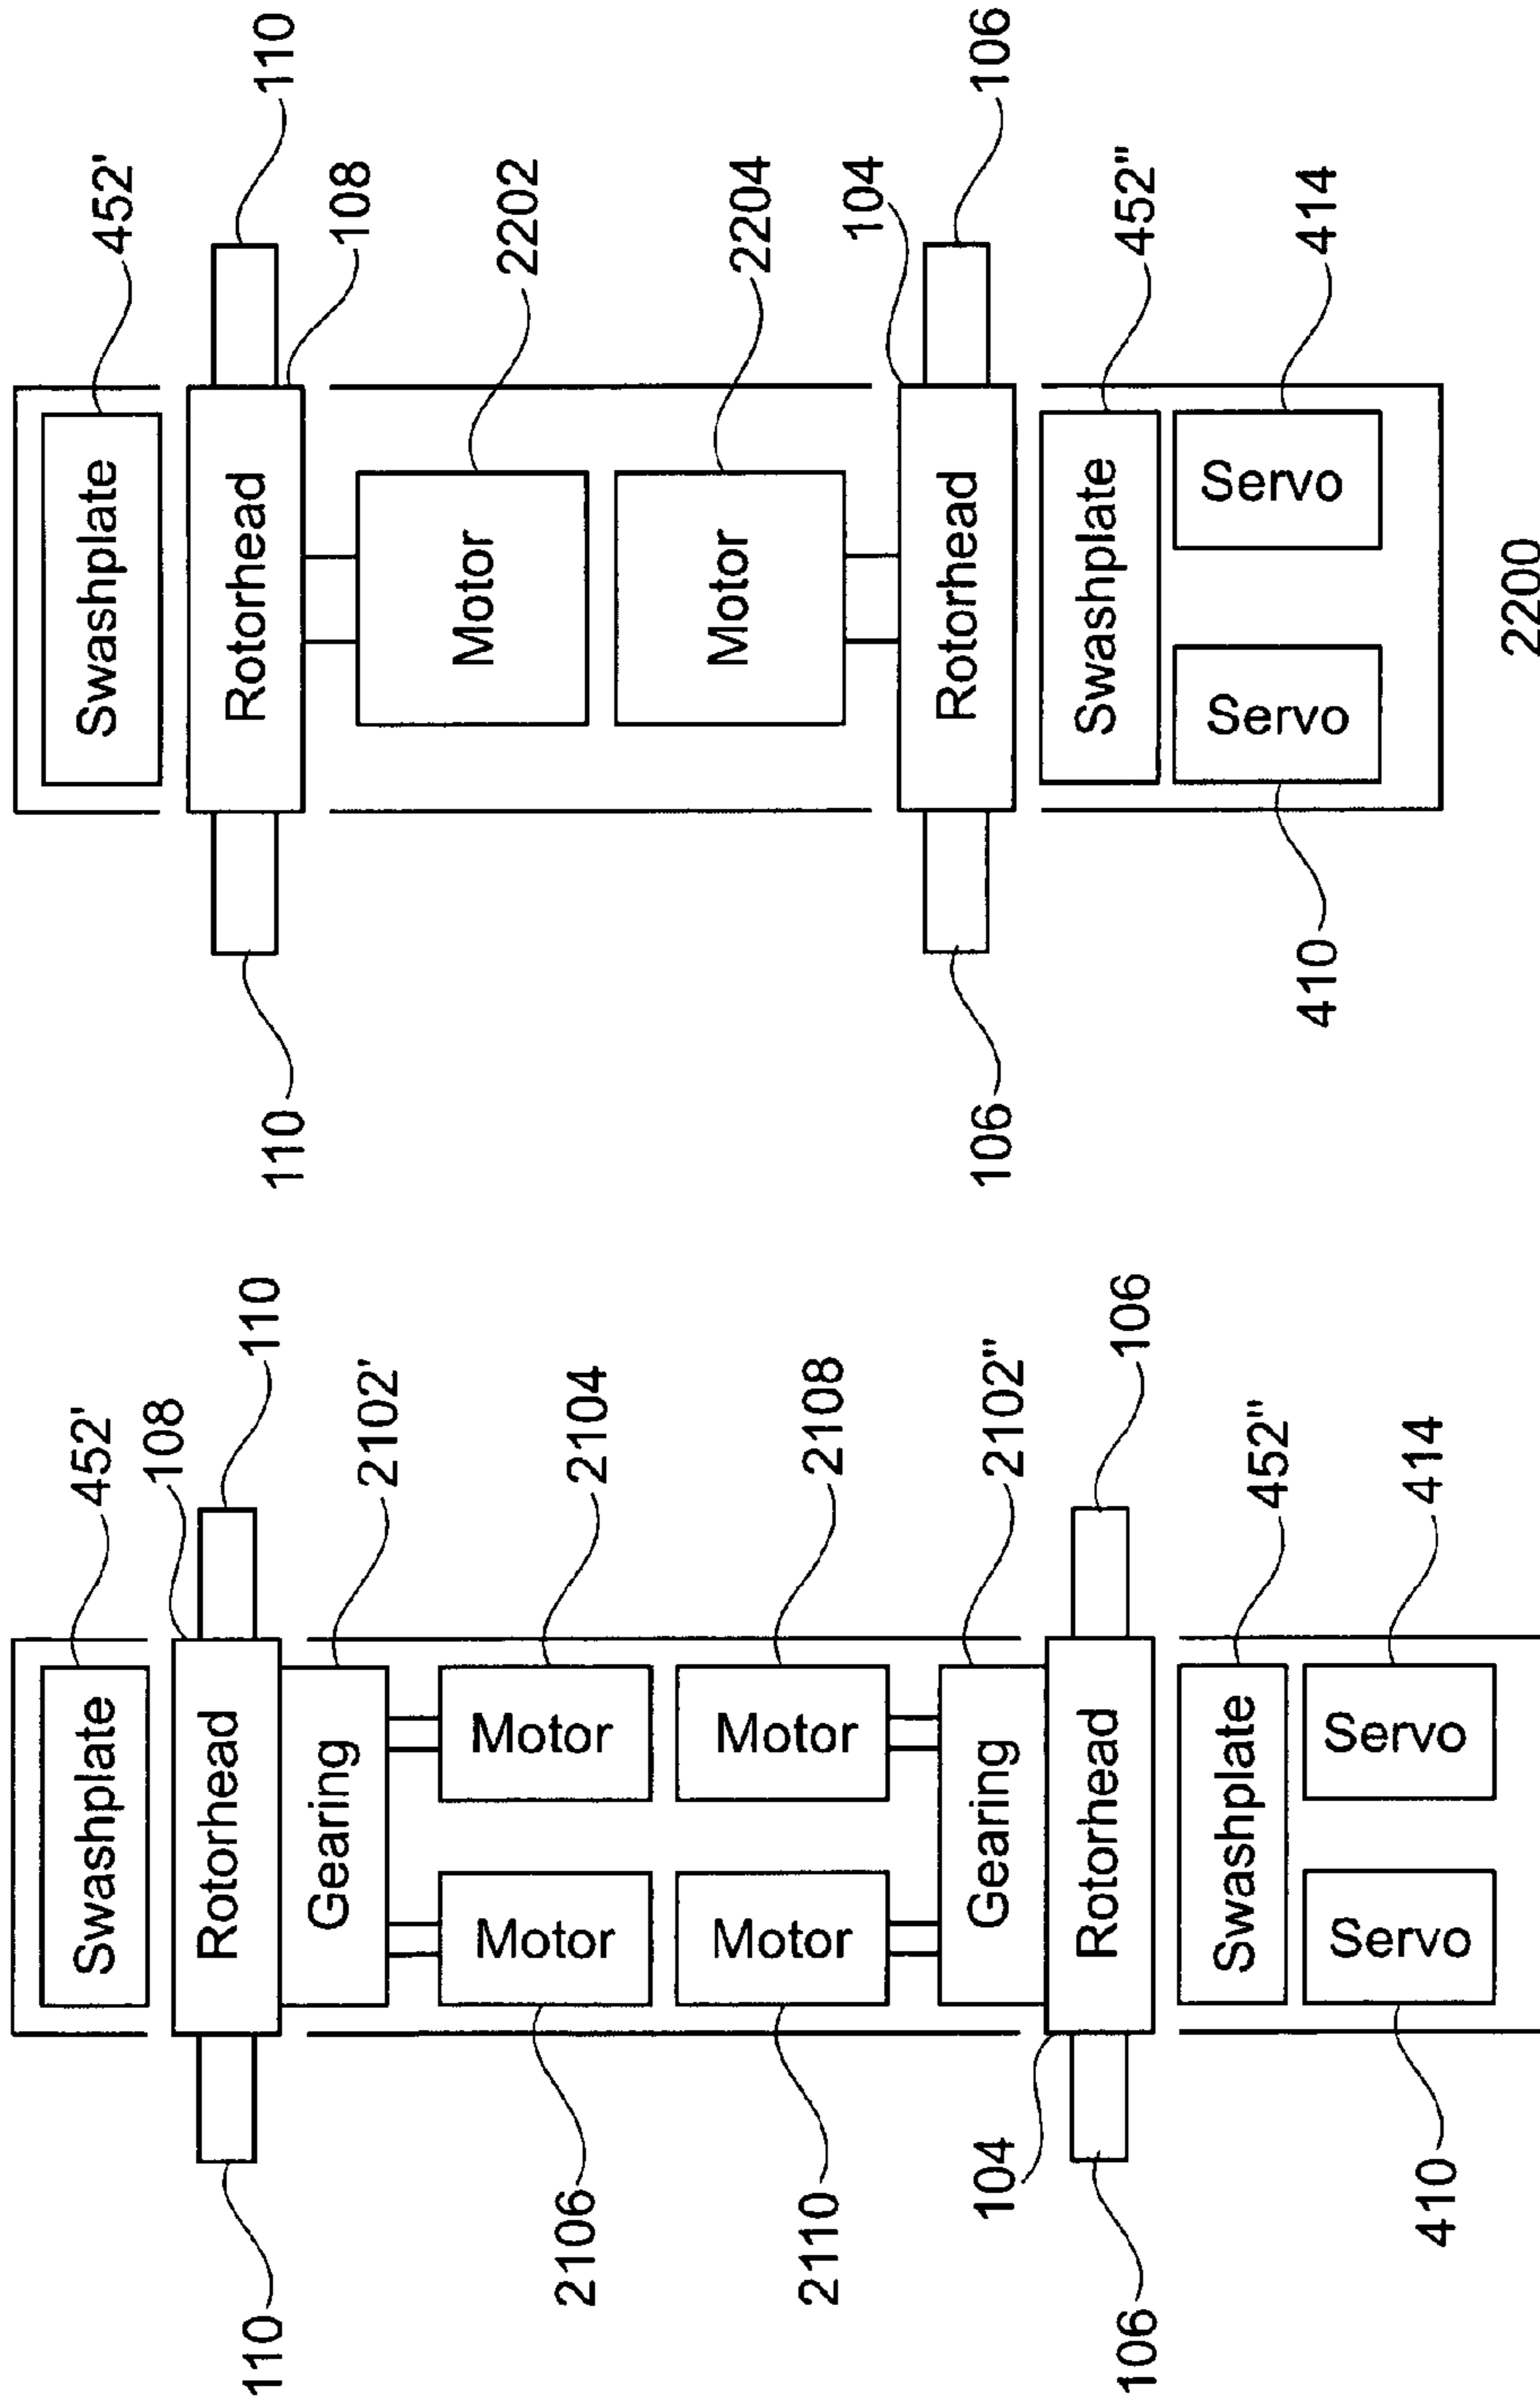 452'
108
110
110
Swashplate
Rotorhead
Gearing
2102'
Motor
Motor
2104
2106
Motor
Motor
2108
2110
Gearing
2102"
104
Rotorhead
106
106
Swashplate
452"
Servo
Servo
414
410
452'
110
110
Swashplate
Rotorhead
108
Motor
2202
Motor
2204
104
Rotorhead
106
106
Swashplate
452"
Servo
Servo
414
410
2200